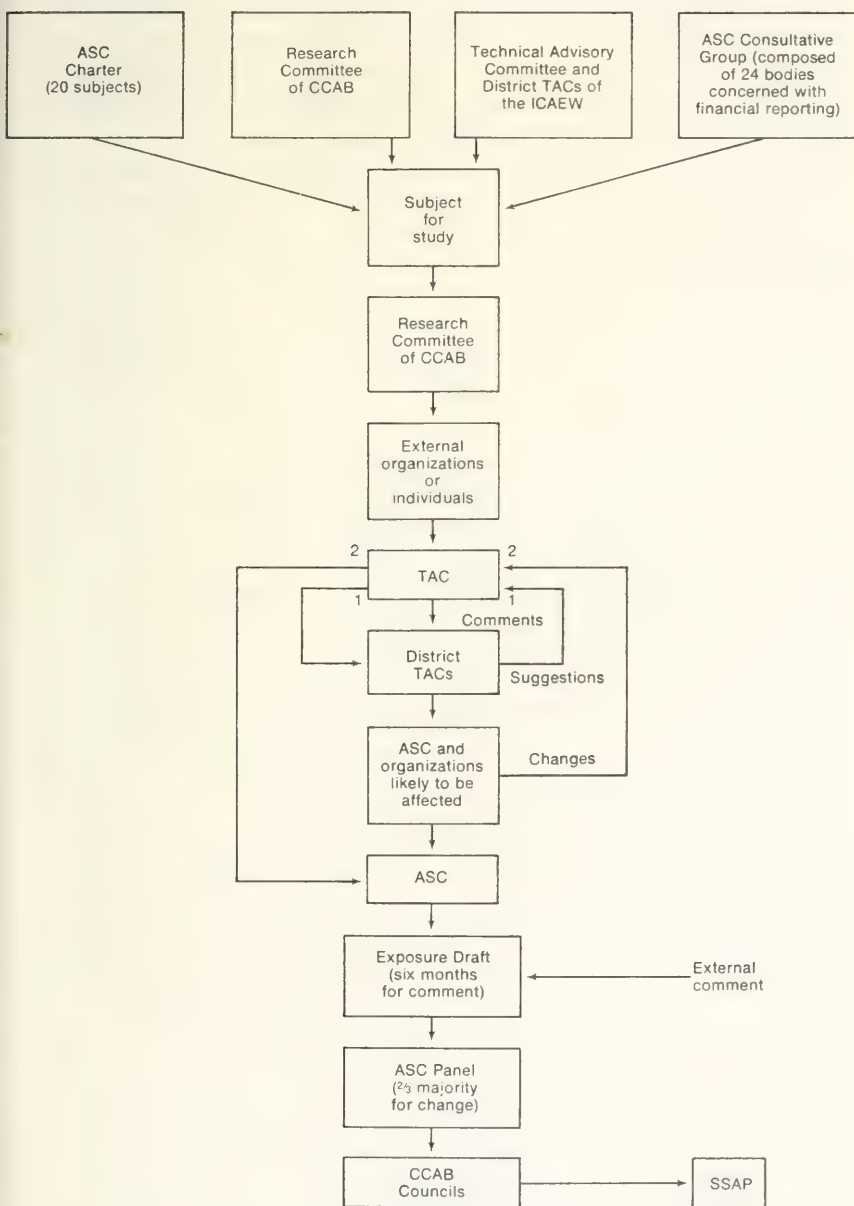 ASC
Charter
(20 subjects)
Research
Committee
of CCAB
Technical Advisory
Committee and
District TACs of
the ICAEW
ASC Consultative
Group (composed
of 24 bodies
concerned with
financial reporting)
Subject
for
study
Research
Committee
of CCAB
External
organizations
or
individuals
2
2
TAC
1
1
Comments
District
TACs
Suggestions
ASC and
organizations
likely to be
affected
Changes
ASC
Exposure Draft
(six months
for comment)
External
comment
ASC Panel
(⅔ majority
for change)
CCAB
Councils
SSAP